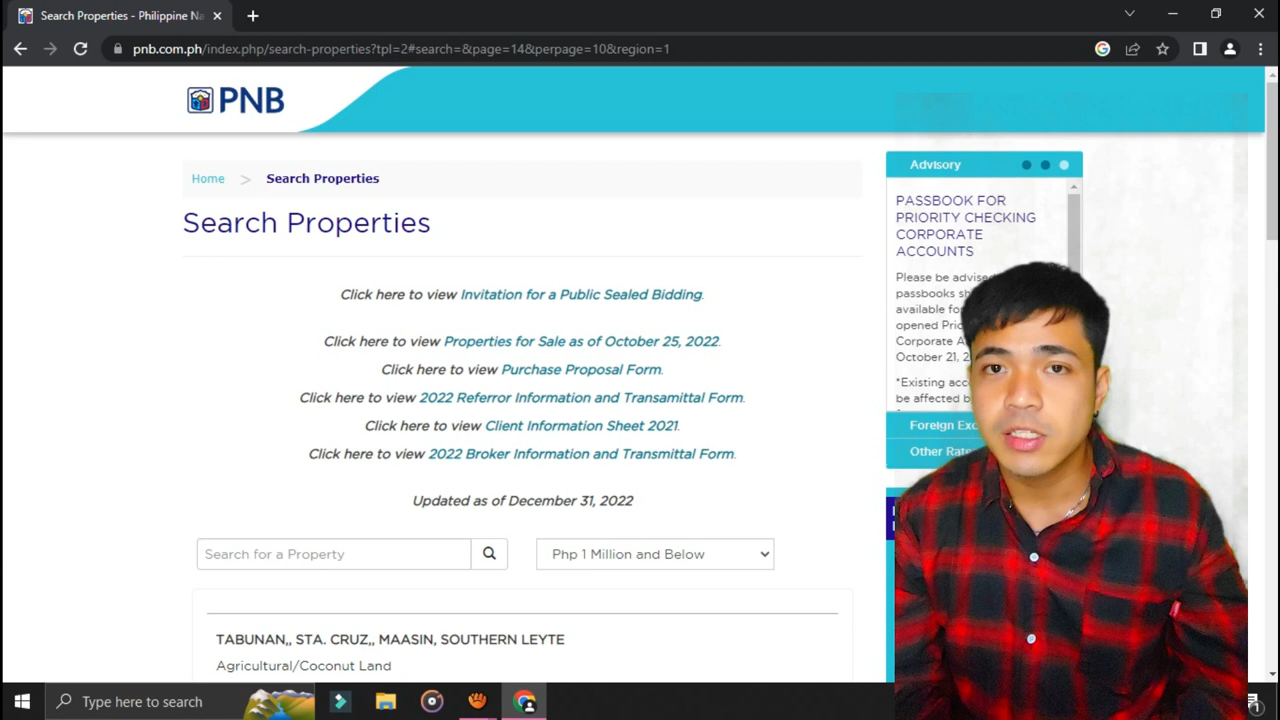 Search Properties - Philippine Na
pnb.com.ph/index.php/search-properties?tpl=2#search=&page=14&perpage=10&region=1
PNB
Home > Search Properties
Search Properties
Click here to view Invitation for a Public Sealed Bidding.
Click here to view Properties for Sale as of October 25, 2022.
Click here to view Purchase Proposal Form.
Click here to view 2022 Referror Information and Transamittal Form.
Click here to view Client Information Sheet 2021.
Click here to view 2022 Broker Information and Transmittal Form.
Updated as of December 31, 2022
Search for a Property
Php 1 Million and Below
TABUNAN,, STA. CRUZ,, MAASIN, SOUTHERN LEYTE
Agricultural/Coconut Land
Advisory
PASSBOOK FOR
PRIORITY CHECKING
CORPORATE
ACCOUNTS
Please be advise
passbooks sh
available fo
opened Prio
Corporate A
October 21, 2
*Existing acc
be affected b
Foreign Exc
Other Rat
Type here to search
1